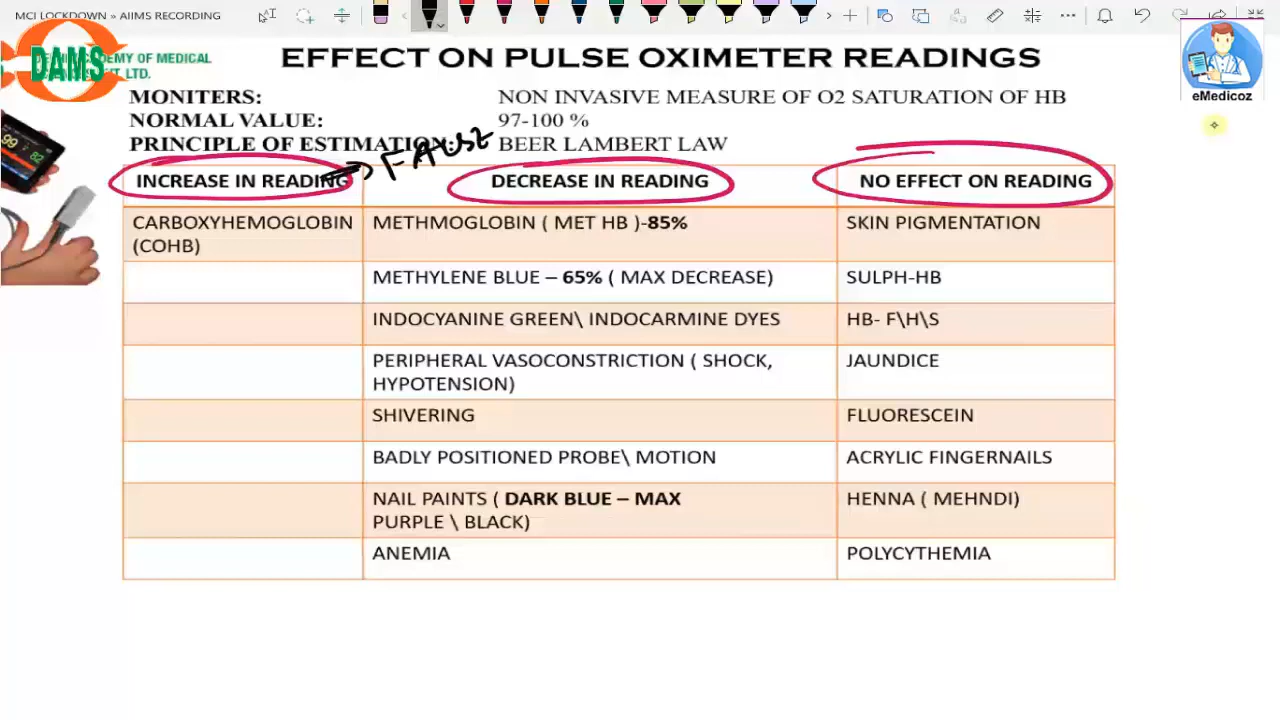 MCI LOCKDOWN » AIIMS RECORDING
DAMS
EMY OF MEDICAL
LTD.
EFFECT ON PULSE OXIMETER READINGS
eMedicoz
MONITERS: NON INVASIVE MEASURE OF O2 SATURATION OF HB
NORMAL VALUE: 97-100 %
PRINCIPLE OF ESTIMATION: BEER LAMBERT LAW
FALSE
INCREASE IN READING DECREASE IN READING NO EFFECT ON READING
CARBOXYHEMOGLOBIN METHMOGLOBIN ( MET HB )-85% SKIN PIGMENTATION
(COHB)
METHYLENE BLUE – 65% ( MAX DECREASE) SULPH-HB
INDOCYANINE GREEN\ INDOCARMINE DYES HB- F\H\S
PERIPHERAL VASOCONSTRICTION ( SHOCK, JAUNDICE
HYPOTENSION)
SHIVERING FLUORESCEIN
BADLY POSITIONED PROBE\ MOTION ACRYLIC FINGERNAILS
NAIL PAINTS ( DARK BLUE – MAX HENNA ( MEHNDI)
PURPLE \ BLACK)
ANEMIA POLYCYTHEMIA